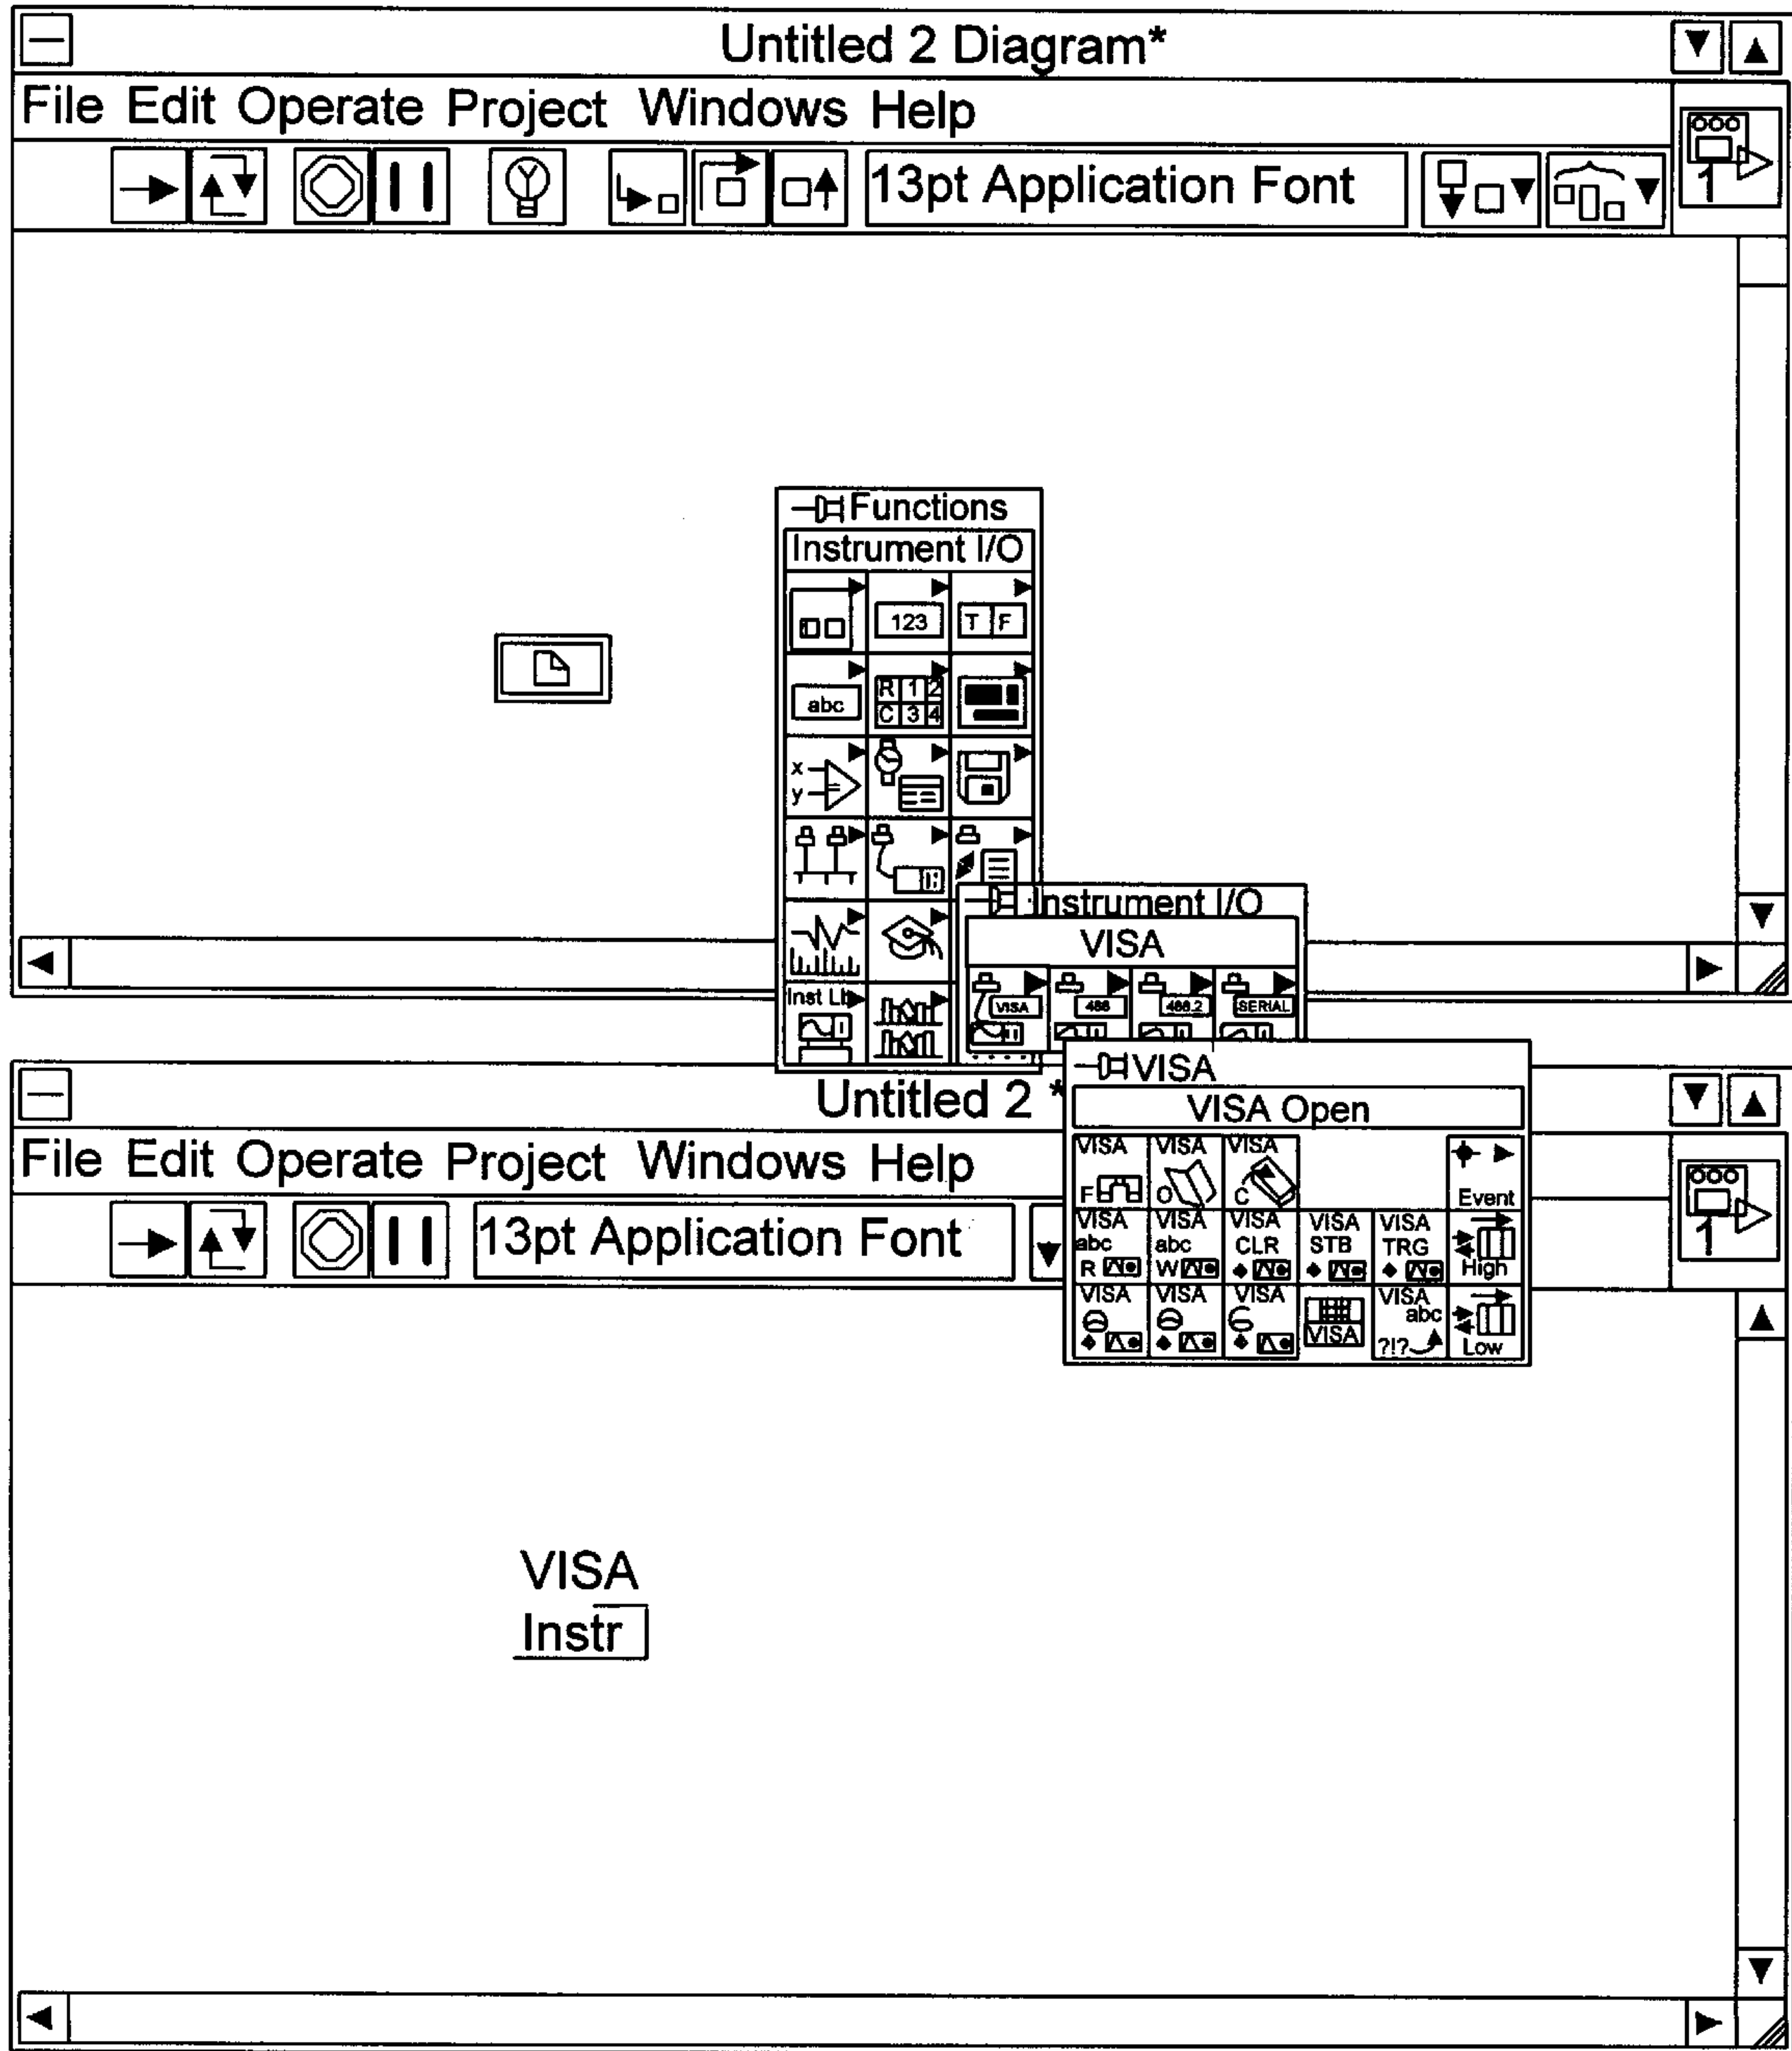 Untitled 2 Diagram*
File Edit Operate Project Windows Help
13pt Application Font
1
Functions
Instrument I/O
123
T F
abc
R 1 2
C 3 4
x
y
Instrument I/O
VISA
Inst Lib
VISA 488 488.2 SERIAL
VISA
VISA Open
Untitled 2 *
File Edit Operate Project Windows Help
VISA VISA VISA
F O C Event
13pt Application Font
1
VISA VISA VISA VISA VISA
abc abc CLR STB TRG
R W High
VISA VISA VISA VISA
abc
VISA ?!? Low
VISA
Instr